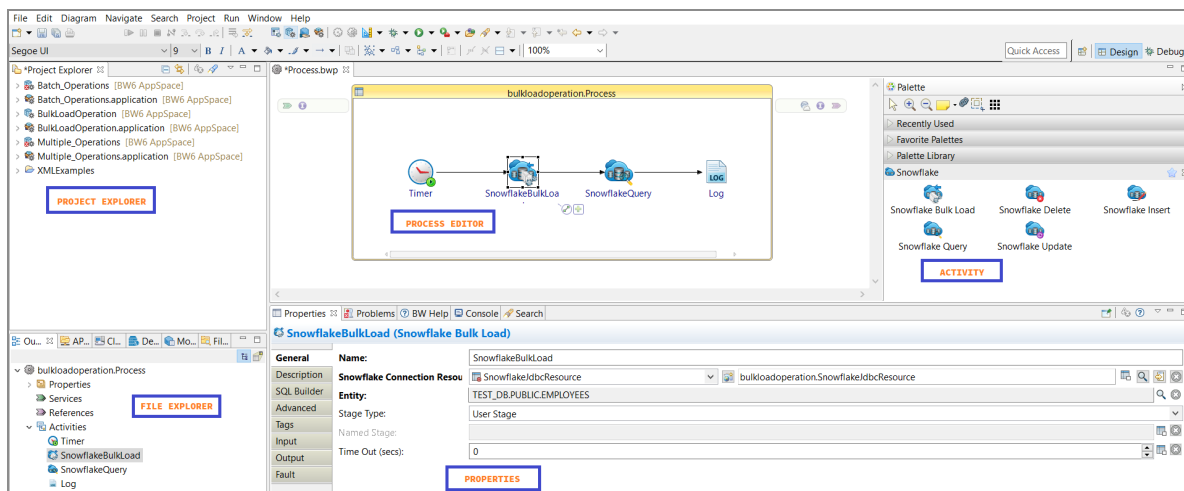 File Edit Diagram Navigate Search Project Run Window Help
Segoe UI 9 B I A 100%
Quick Access Design Debug
*Project Explorer
Batch_Operations [BW6 AppSpace]
Batch_Operations.application [BW6 AppSpace]
BulkLoadOperation [BW6 AppSpace]
BulkLoadOperation.application [BW6 AppSpace]
Multiple_Operations [BW6 AppSpace]
Multiple_Operations.application [BW6 AppSpace]
XMLExamples
PROJECT EXPLORER
*Process.bwp
bulkloadoperation.Process
Timer SnowflakeBulkLoa SnowflakeQuery Log
LOG
PROCESS EDITOR
Palette
Recently Used
Favorite Palettes
Palette Library
Snowflake
Snowflake Bulk Load Snowflake Delete Snowflake Insert
Snowflake Query Snowflake Update
ACTIVITY
Ou... AP... Cl... De... Mo... Fil...
bulkloadoperation.Process
Properties
Services
References
Activities
Timer
SnowflakeBulkLoad
SnowflakeQuery
Log
FILE EXPLORER
Properties Problems BW Help Console Search
SnowflakeBulkLoad (Snowflake Bulk Load)
General
Description
SQL Builder
Advanced
Tags
Input
Output
Fault
Name: SnowflakeBulkLoad
Snowflake Connection Resou SnowflakeJdbcResource bulkloadoperation.SnowflakeJdbcResource
Entity: TEST_DB.PUBLIC.EMPLOYEES
Stage Type: User Stage
Named Stage:
Time Out (secs): 0
PROPERTIES